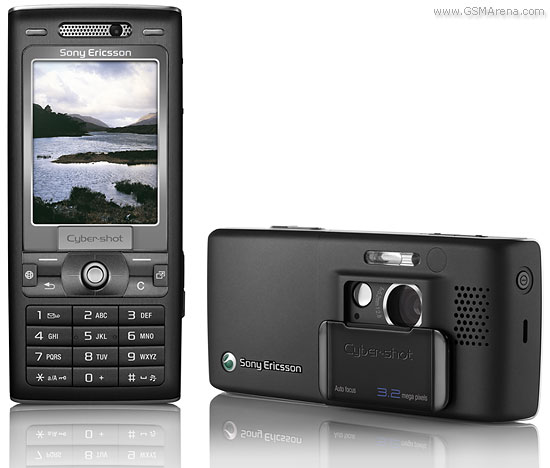 www.GSMArena.com
Sony Ericsson
Cyber-shot
C
1
2 ABC
3 DEF
4 GHI
5 JKL
6 MNO
7 PQRS
8 TUV
9 WXYZ
* a/A
0 +
#
Cyber-shot
Sony Ericsson
Auto focus 3.2 mega pixels